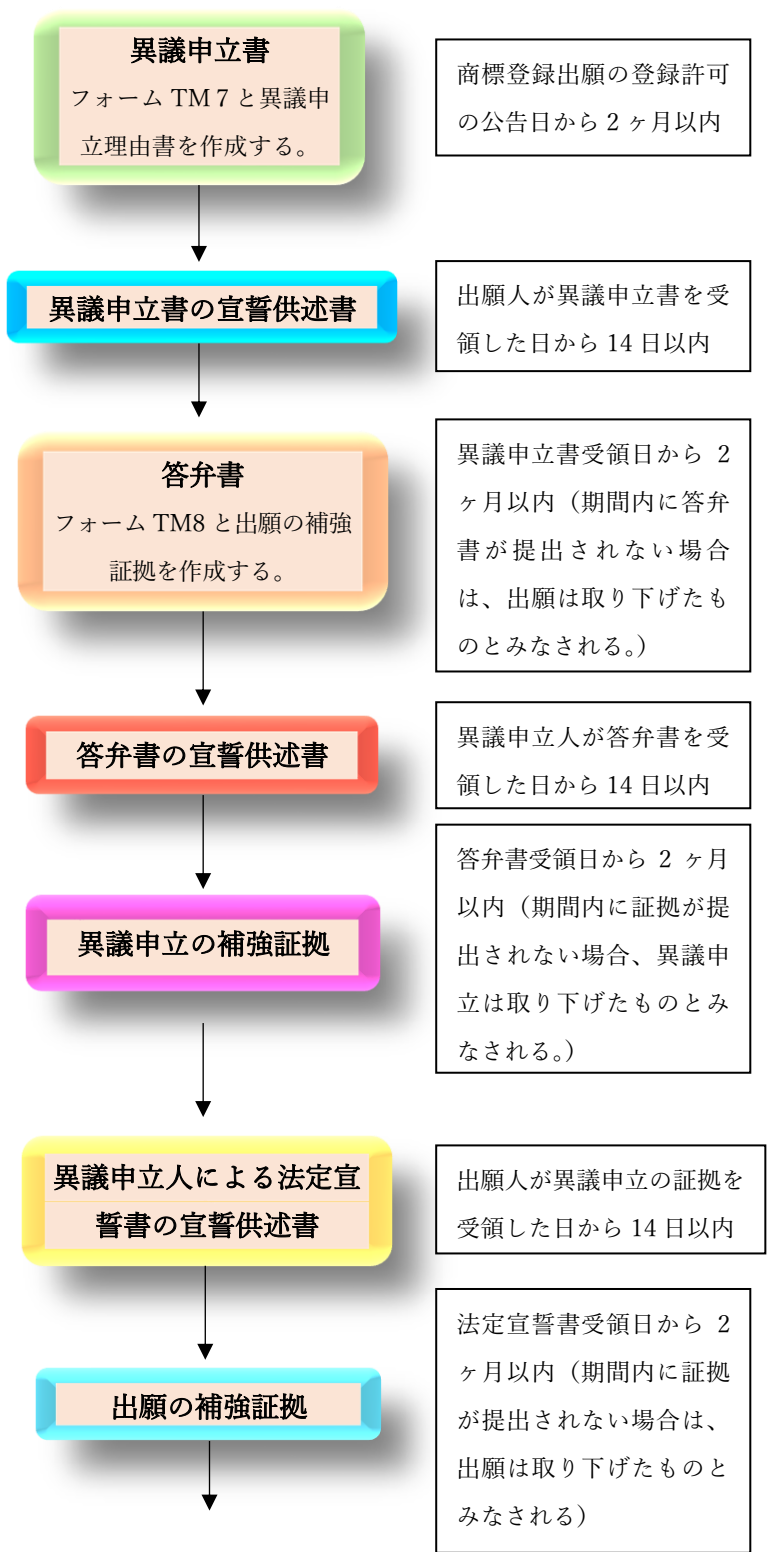 異議申立書
フォーム TM７と異議申
立理由書を作成する。
商標登録出願の登録許可
の公告日から 2 ヶ月以内
異議申立書の宣誓供述書
出願人が異議申立書を受
領した日から 14 日以内
答弁書
フォーム TM8 と出願の補強
証拠を作成する。
異議申立書受領日から 2
ヶ月以内（期間内に答弁
書が提出されない場合
は、出願は取り下げたも
のとみなされる。）
答弁書の宣誓供述書
異議申立人が答弁書を受
領した日から 14 日以内
異議申立の補強証拠
答弁書受領日から 2 ヶ月
以内（期間内に証拠が提
出されない場合、異議申
立は取り下げたものとみ
なされる。）
異議申立人による法定宣
誓書の宣誓供述書
出願人が異議申立の証拠を
受領した日から 14 日以内
出願の補強証拠
法定宣誓書受領日から 2
ヶ月以内（期間内に証拠
が提出されない場合は、
出願は取り下げたものと
みなされる）